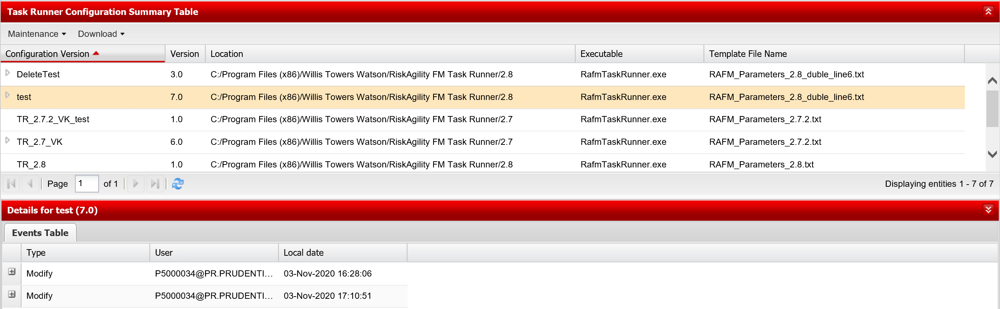 Task Runner Configuration Summary Table
Maintenance Download
Configuration Version Version Location Executable Template File Name
DeleteTest 3.0 C:/Program Files (x86)/Willis Towers Watson/RiskAgility FM Task Runner/2.8 RafmTaskRunner.exe RAFM_Parameters_2.8_duble_line6.txt
test 7.0 C:/Program Files (x86)/Willis Towers Watson/RiskAgility FM Task Runner/2.8 RafmTaskRunner.exe RAFM_Parameters_2.8_duble_line6.txt
TR_2.7.2_VK_test 1.0 C:/Program Files (x86)/Willis Towers Watson/RiskAgility FM Task Runner/2.7 RafmTaskRunner.exe RAFM_Parameters_2.7.2.txt
TR_2.7_VK 6.0 C:/Program Files (x86)/Willis Towers Watson/RiskAgility FM Task Runner/2.7 RafmTaskRunner.exe RAFM_Parameters_2.7.2.txt
TR_2.8 1.0 C:/Program Files (x86)/Willis Towers Watson/RiskAgility FM Task Runner/2.8 RafmTaskRunner.exe RAFM_Parameters_2.8.txt
Page 1 of 1 Displaying entities 1 - 7 of 7
Details for test (7.0)
Events Table
Type User Local date
Modify P5000034@PR.PRUDENTI... 03-Nov-2020 16:28:06
Modify P5000034@PR.PRUDENTI... 03-Nov-2020 17:10:51